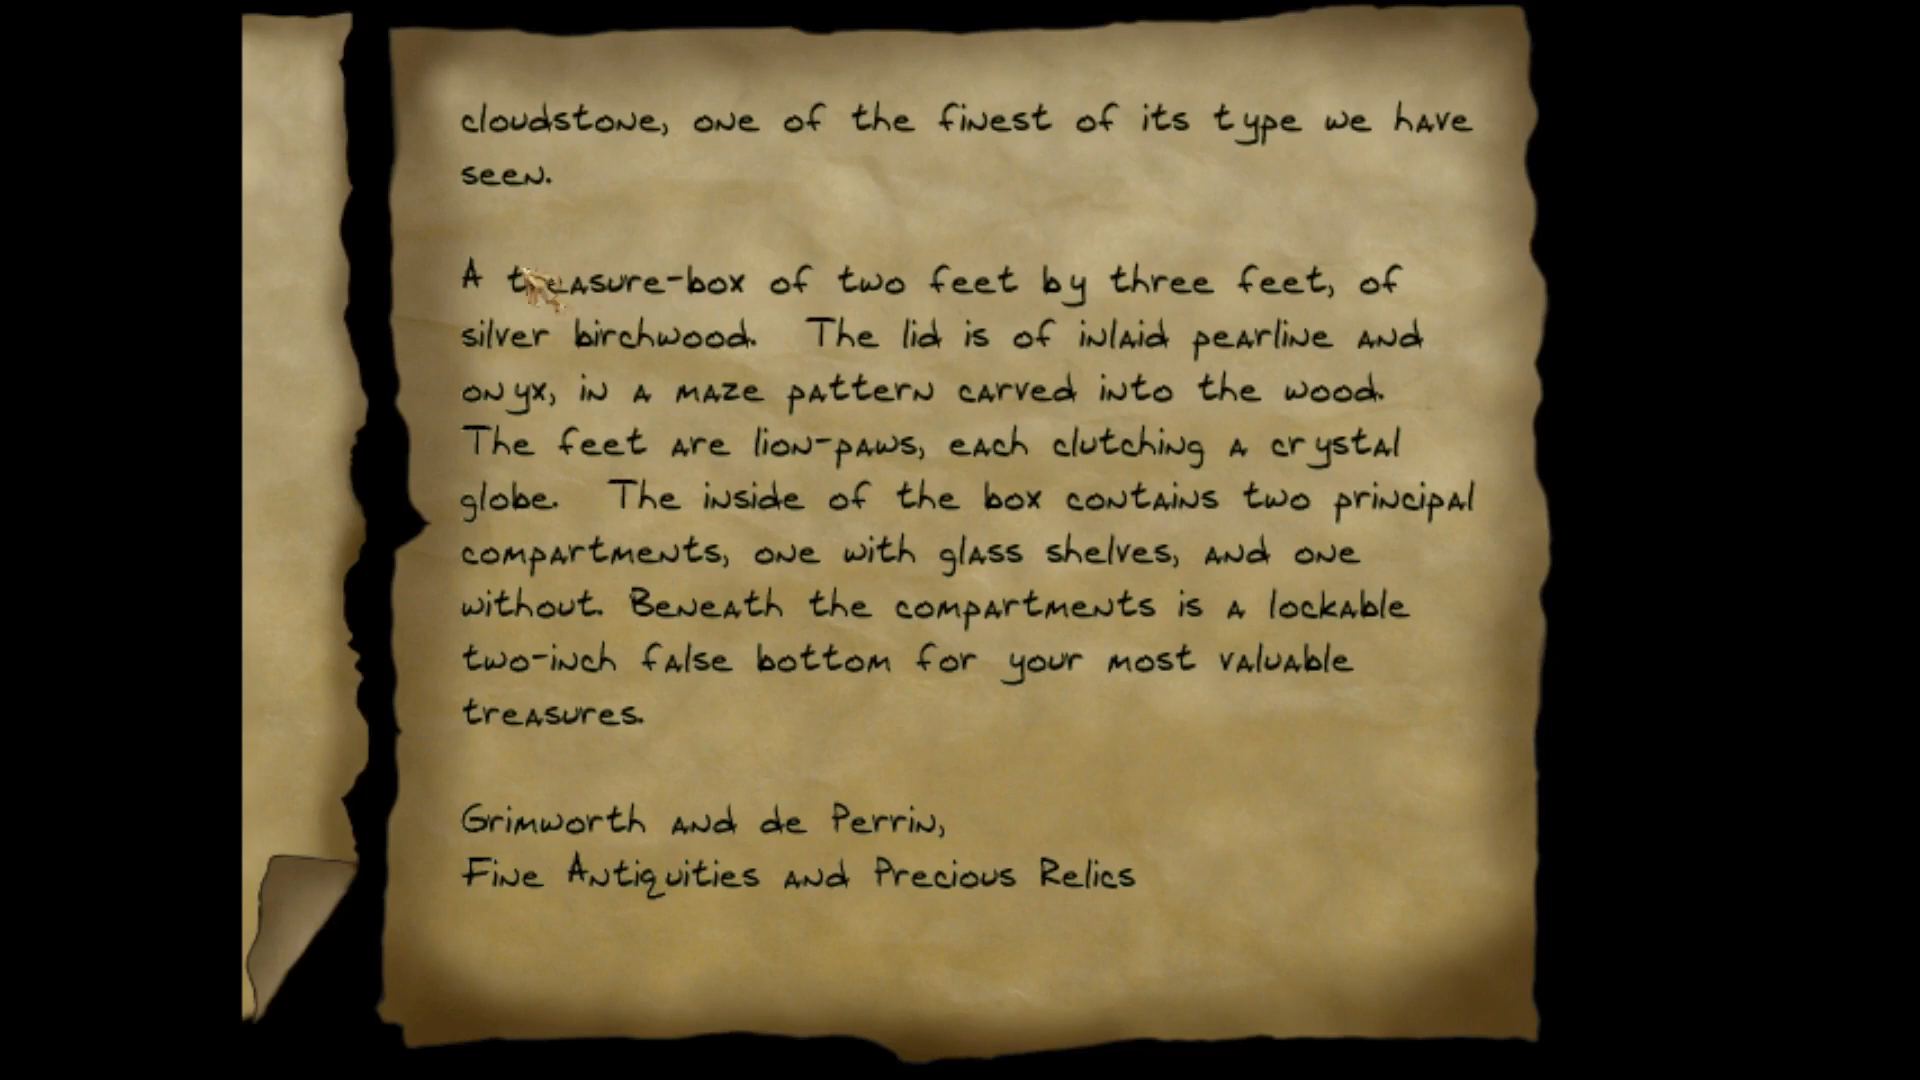 cloudstone, one of the finest of its type we have
seen.
A treasure-box of two feet by three feet, of
silver birchwood. The lid is of inlaid pearline and
onyx, in a maze pattern carved into the wood.
The feet are lion-paws, each clutching a crystal
globe. The inside of the box contains two principal
compartments, one with glass shelves, and one
without. Beneath the compartments is a lockable
two-inch false bottom for your most valuable
treasures.
Grimworth and de Perrin,
Fine Antiquities and Precious Relics